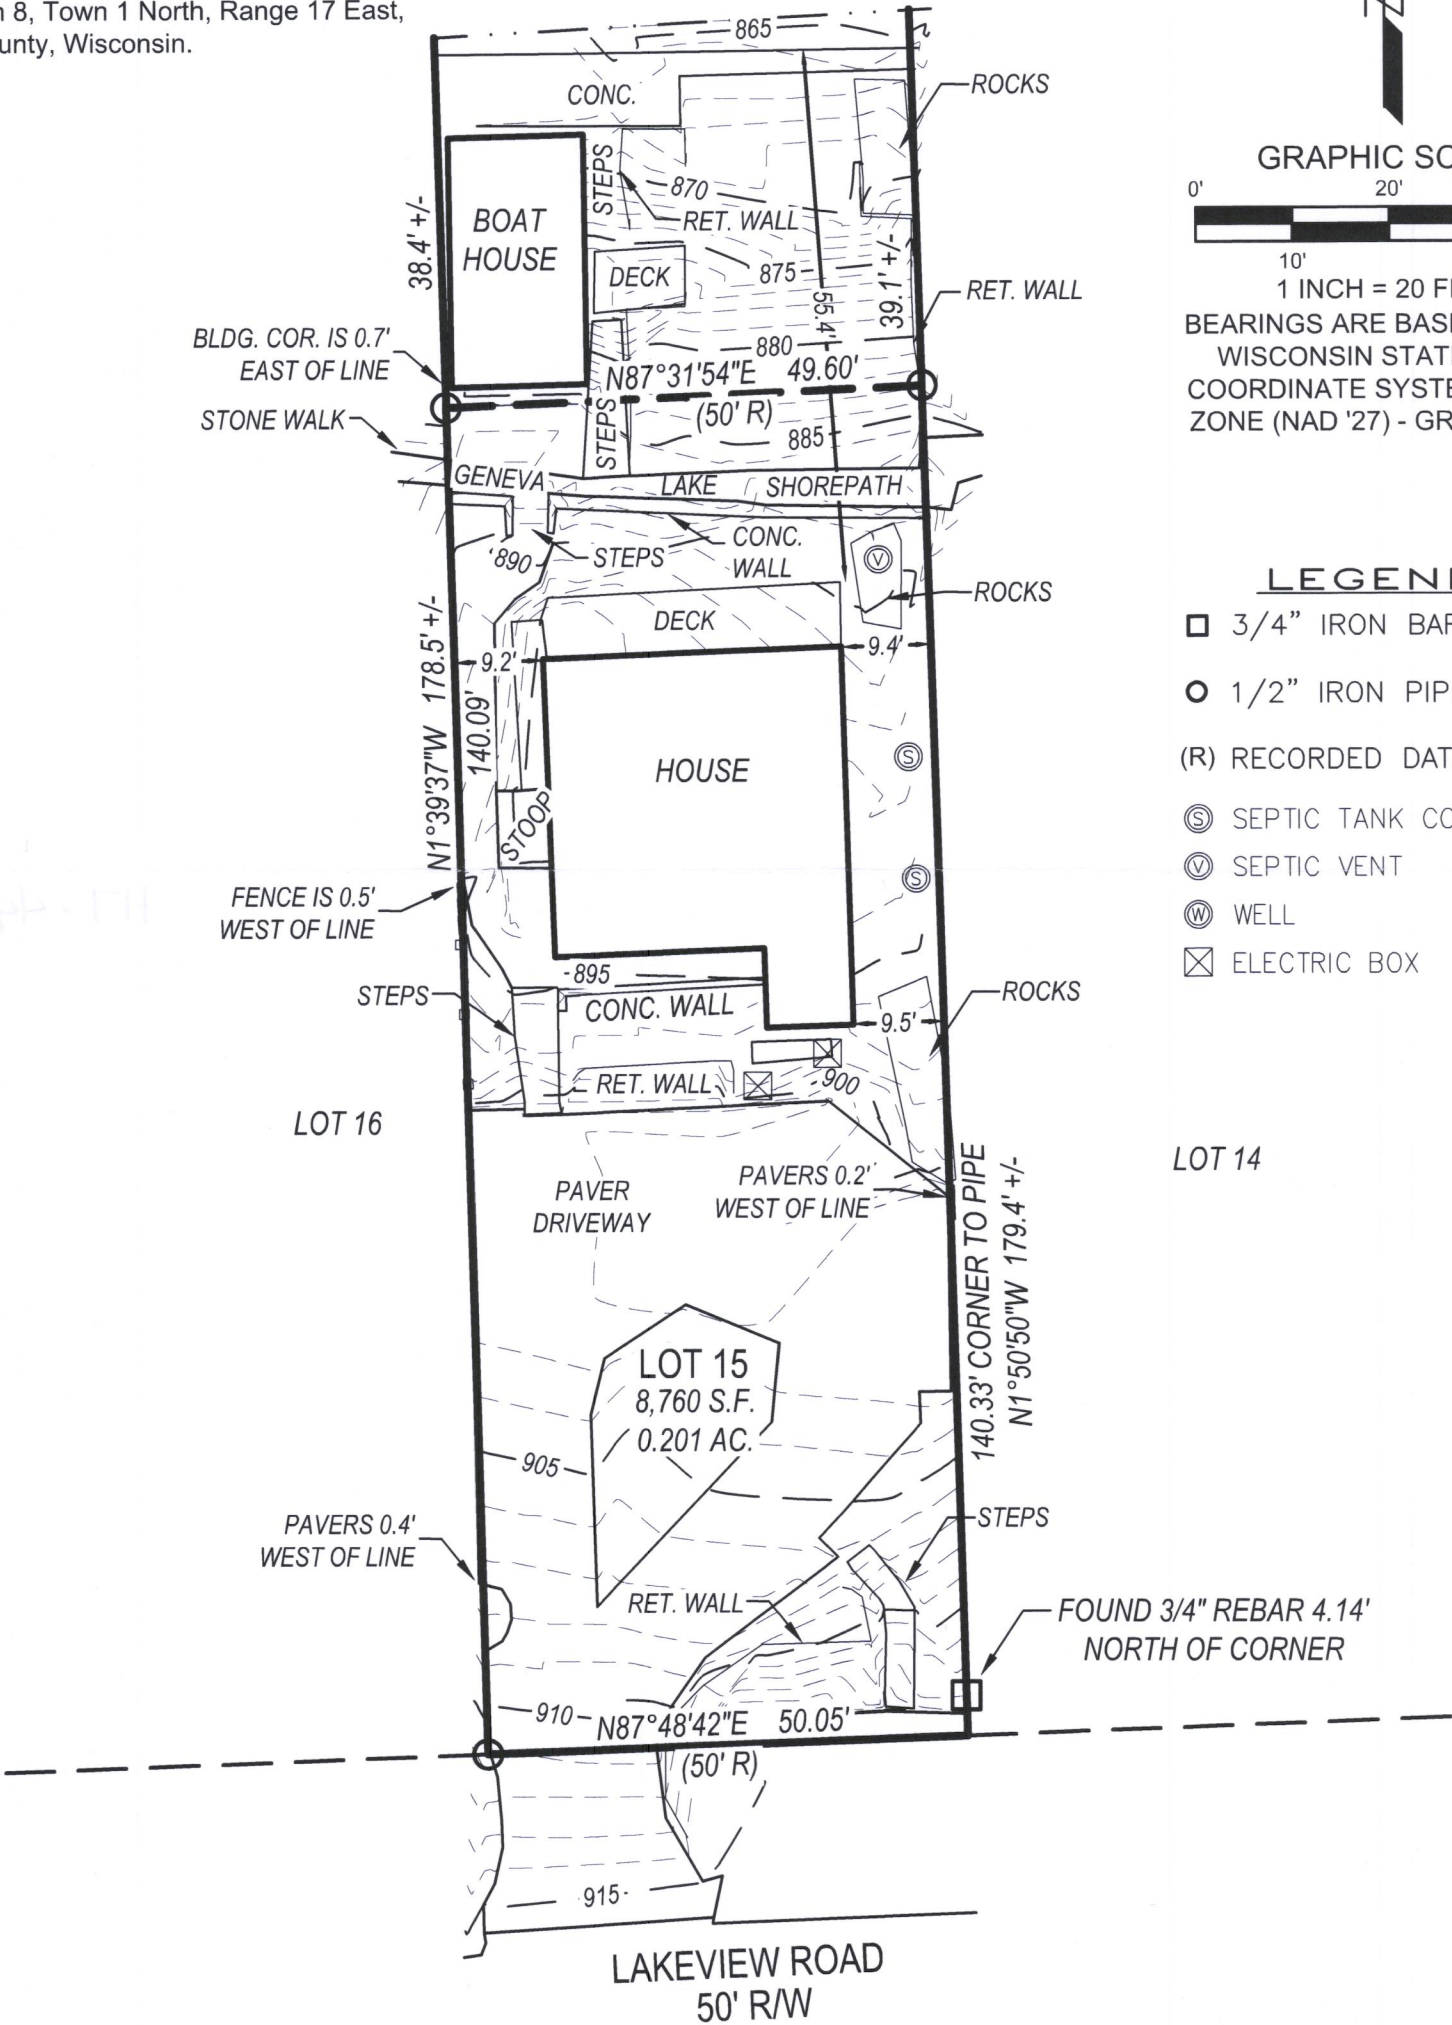 8, Town 1 North, Range 17 East,
unty, Wisconsin.
865
CONC.
ROCKS
STEPS
870
RET. WALL
BOAT
HOUSE
38.4' +/-
DECK
875
55.4'
39.1' +/-
RET. WALL
BLDG. COR. IS 0.7'
EAST OF LINE
880
N87°31'54"E 49.60'
(50' R)
STONE WALK
STEPS
885
GENEVA LAKE SHOREPATH
890
STEPS
CONC.
WALL
V
ROCKS
DECK
9.2'
9.4'
N1°39'37"W 178.5' +/-
140.09'
HOUSE
S
STOOP
S
FENCE IS 0.5'
WEST OF LINE
895
STEPS
CONC. WALL
ROCKS
9.5'
RET. WALL
900
LOT 16
LOT 14
PAVER
DRIVEWAY
PAVERS 0.2'
WEST OF LINE
140.33' CORNER TO PIPE
N1°50'50"W 179.4' +/-
LOT 15
8,760 S.F.
0.201 AC.
905
PAVERS 0.4'
WEST OF LINE
STEPS
RET. WALL
FOUND 3/4" REBAR 4.14'
NORTH OF CORNER
910
N87°48'42"E 50.05'
(50' R)
915
LAKEVIEW ROAD
50' R/W
GRAPHIC SC
0' 20'
10'
1 INCH = 20 F
BEARINGS ARE BAS
WISCONSIN STAT
COORDINATE SYSTE
ZONE (NAD '27) - GR
LEGEN
3/4" IRON BAR
1/2" IRON PIP
(R) RECORDED DAT
S SEPTIC TANK CO
V SEPTIC VENT
W WELL
ELECTRIC BOX